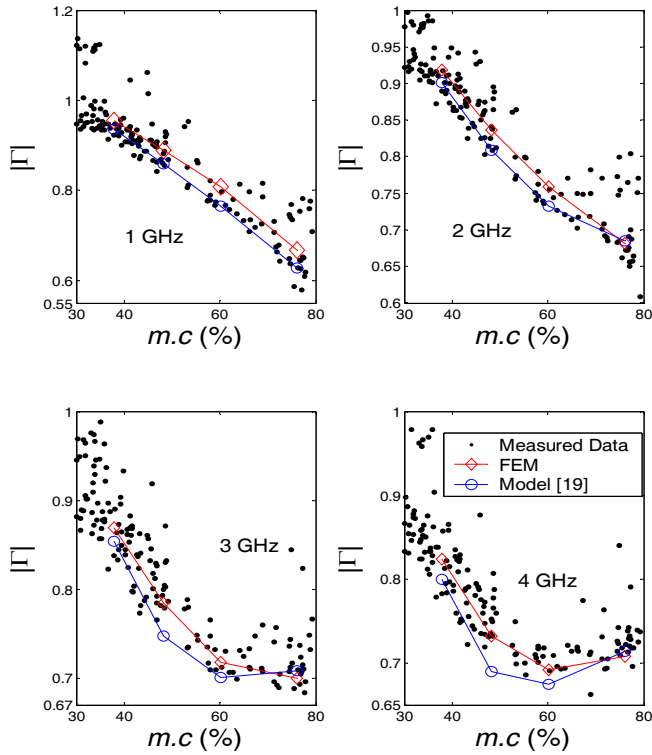 1.2
1
0.8
0.6
0.55
|Γ|
1 GHz
30 40 60 80
m.c (%)
1
0.95
0.9
0.85
0.8
0.75
0.7
0.65
0.6
|Γ|
2 GHz
30 40 60 80
m.c (%)
1
0.9
0.8
0.7
0.67
|Γ|
3 GHz
30 40 60 80
m.c (%)
1
0.9
0.8
0.7
0.65
|Γ|
Measured Data
FEM
Model [19]
4 GHz
30 40 60 80
m.c (%)